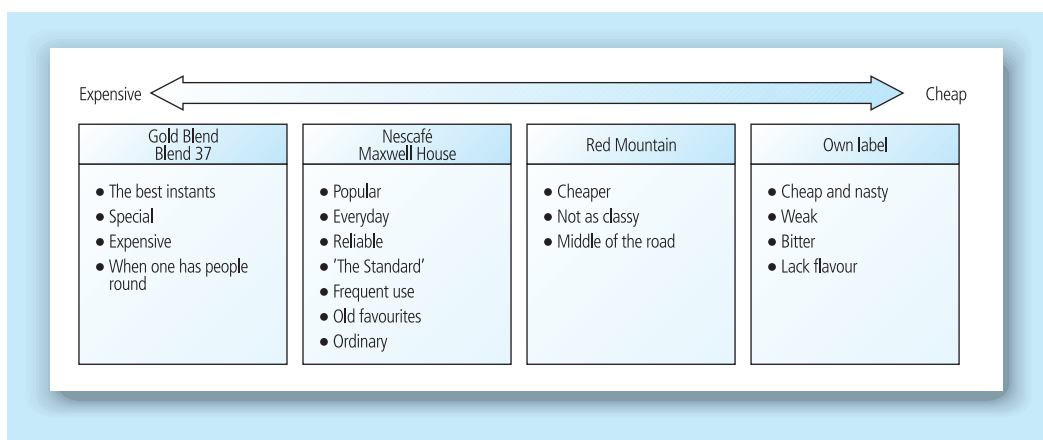 Expensive
Cheap
Gold Blend
Blend 37
• The best instants
• Special
• Expensive
• When one has people
round
Nescafé
Maxwell House
• Popular
• Everyday
• Reliable
• 'The Standard'
• Frequent use
• Old favourites
• Ordinary
Red Mountain
• Cheaper
• Not as classy
• Middle of the road
Own label
• Cheap and nasty
• Weak
• Bitter
• Lack flavour